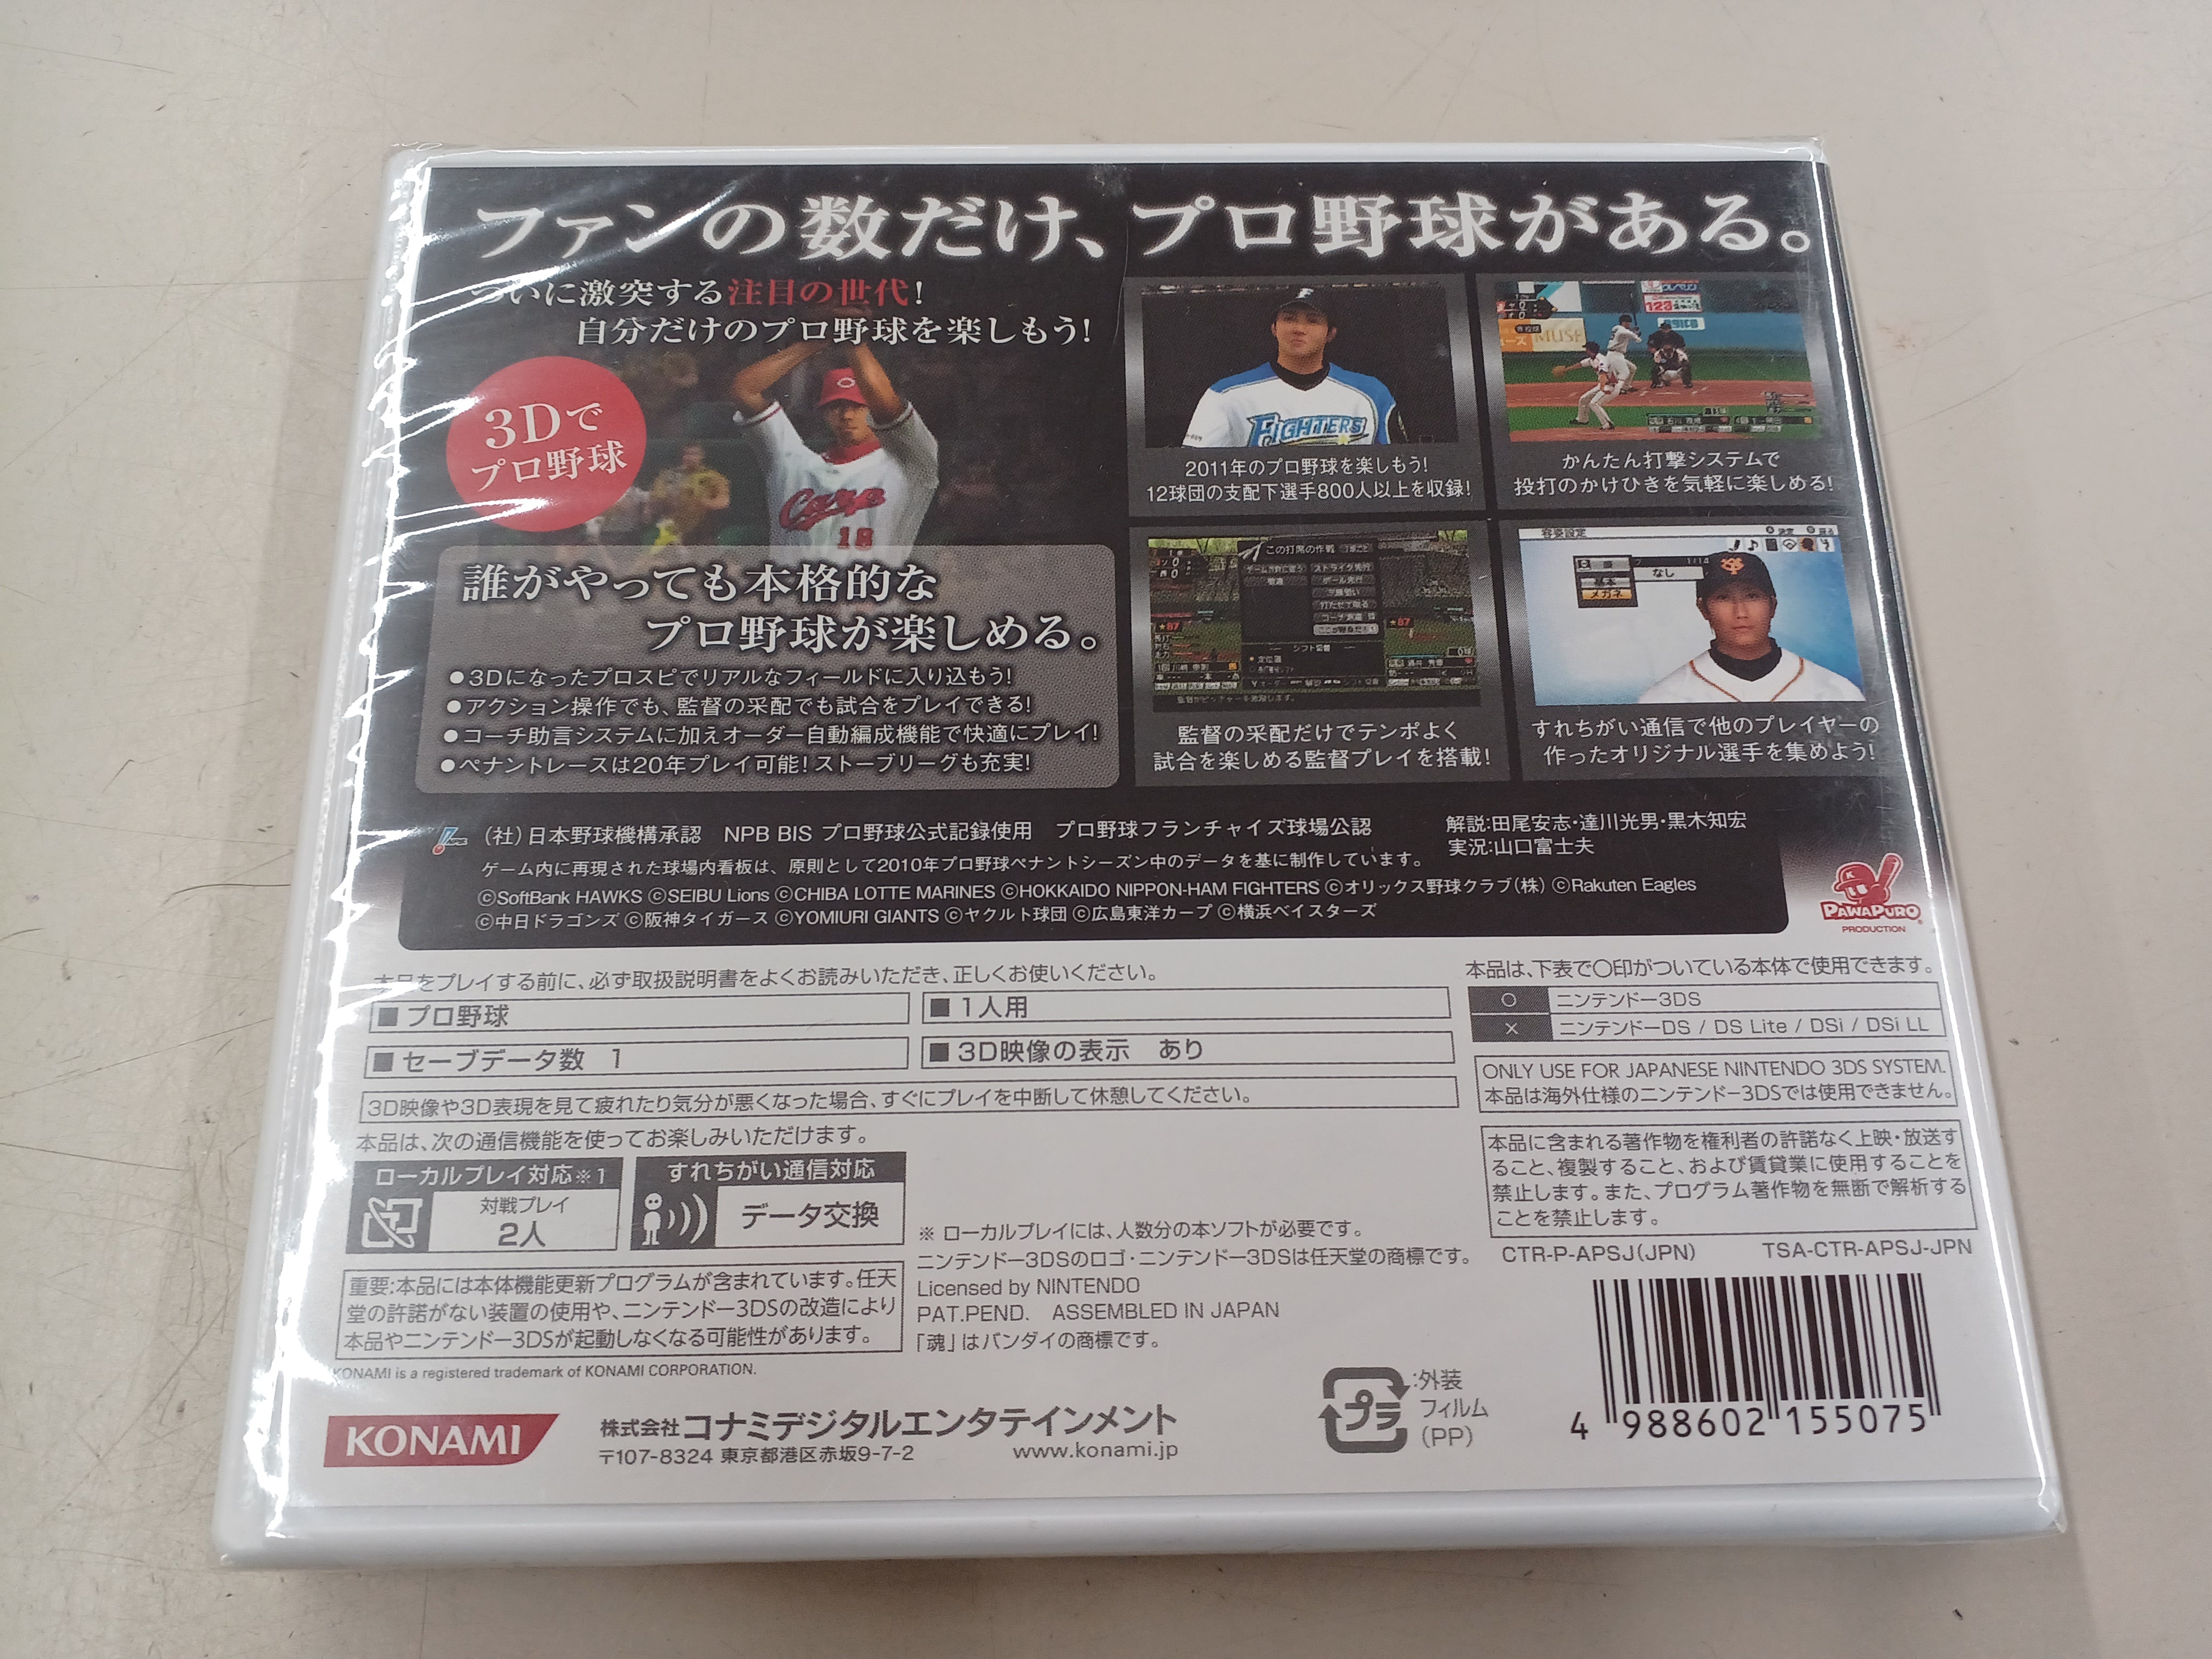 ファンの数だけ、プロ野球がある。
ついに激突する注目の世代!
自分だけのプロ野球を楽しもう!
3Dで
プロ野球
Carp
18
誰がやっても本格的な
プロ野球が楽しめる。
●3Dになったプロスピでリアルなフィールドに入り込もう!
●アクション操作でも、監督の采配でも試合をプレイできる!
●コーチ助言システムに加えオーダー自動編成機能で快適にプレイ!
●ペナントレースは20年プレイ可能!ストーブリーグも充実!
FIGHTERS
2011年のプロ野球を楽しもう!
12球団の支配下選手800人以上を収録!
MUSE
123
かんたん打撃システムで
投打のかけひきを気軽に楽しめる!
この打席の作戦
ストライク先行
ボール先行
打たせて取る
シフト守備
定位置
監督の采配だけでテンポよく
試合を楽しめる監督プレイを搭載!
容姿設定
なし
基本
メガネ
すれちがい通信で他のプレイヤーの
作ったオリジナル選手を集めよう!
(社)日本野球機構承認 NPB BIS プロ野球公式記録使用 プロ野球フランチャイズ球場公認
解説:田尾安志・達川光男・黒木知宏
実況:山口富士夫
ゲーム内に再現された球場内看板は、原則として2010年プロ野球ペナントシーズン中のデータを基に制作しています。
©SoftBank HAWKS ©SEIBU Lions ©CHIBA LOTTE MARINES ©HOKKAIDO NIPPON-HAM FIGHTERS ©オリックス野球クラブ(株) ©Rakuten Eagles
©中日ドラゴンズ ©阪神タイガース ©YOMIURI GIANTS ©ヤクルト球団 ©広島東洋カープ ©横浜ベイスターズ
PAWAPURO
PRODUCTION
本品をプレイする前に、必ず取扱説明書をよくお読みいただき、正しくお使いください。
■ プロ野球
■ 1人用
■ セーブデータ数 1
■ 3D映像の表示 あり
3D映像や3D表現を見て疲れたり気分が悪くなった場合、すぐにプレイを中断して休憩してください。
本品は、下表で○印がついている本体で使用できます。
○ ニンテンドー3DS
× ニンテンドーDS / DS Lite / DSi / DSi LL
ONLY USE FOR JAPANESE NINTENDO 3DS SYSTEM.
本品は海外仕様のニンテンドー3DSでは使用できません。
本品に含まれる著作物を権利者の許諾なく上映・放送す
ること、複製すること、および賃貸業に使用することを
禁止します。また、プログラム著作物を無断で解析する
ことを禁止します。
本品は、次の通信機能を使ってお楽しみいただけます。
ローカルプレイ対応※1
対戦プレイ
2人
すれちがい通信対応
データ交換
※ ローカルプレイには、人数分の本ソフトが必要です。
ニンテンドー3DSのロゴ・ニンテンドー3DSは任天堂の商標です。
Licensed by NINTENDO
PAT.PEND. ASSEMBLED IN JAPAN
「魂」はバンダイの商標です。
重要:本品には本体機能更新プログラムが含まれています。任天
堂の許諾がない装置の使用や、ニンテンドー3DSの改造により
本品やニンテンドー3DSが起動しなくなる可能性があります。
KONAMI is a registered trademark of KONAMI CORPORATION.
CTR-P-APSJ(JPN) TSA-CTR-APSJ-JPN
KONAMI
株式会社コナミデジタルエンタテインメント
〒107-8324 東京都港区赤坂9-7-2 www.konami.jp
プラ
:外装
フィルム
(PP)
4 988602 155075